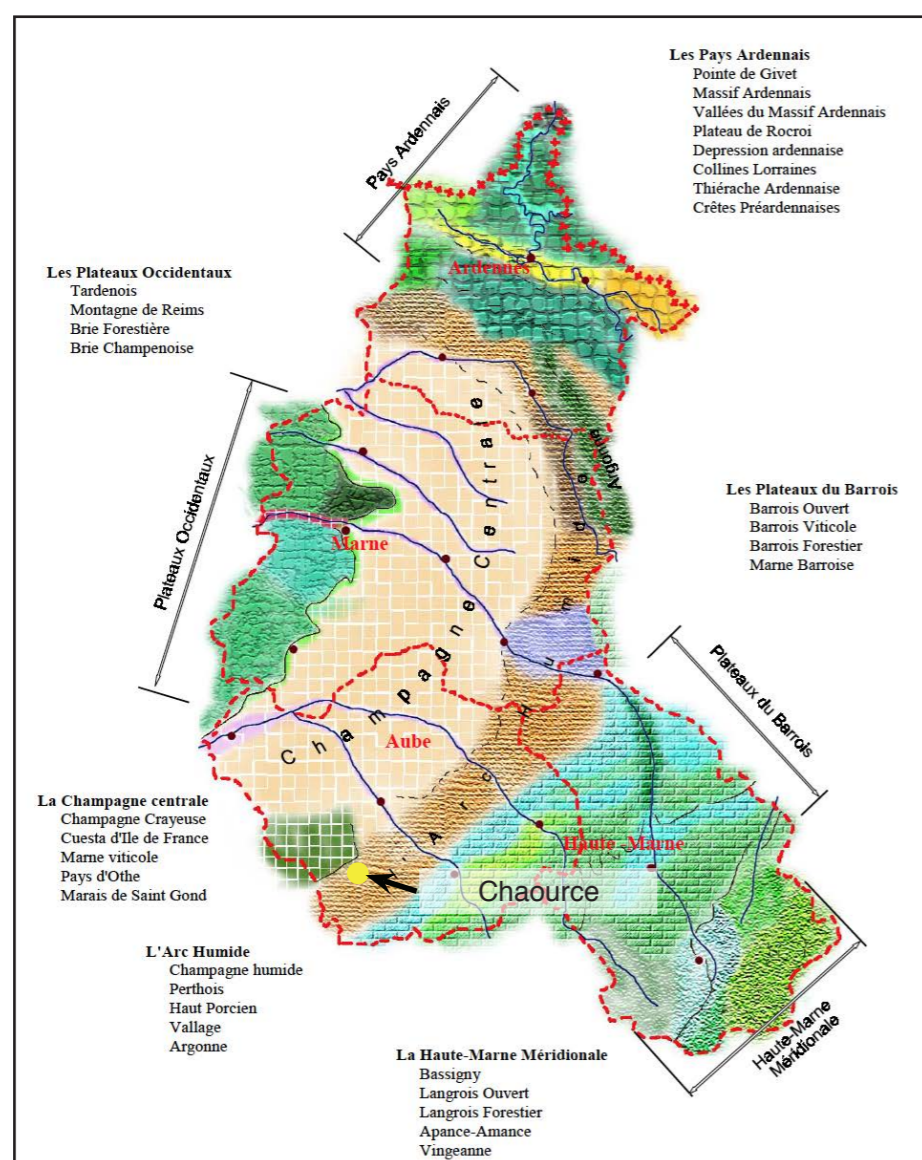 Les Pays Ardennais
Pointe de Givet
Massif Ardennais
Vallées du Massif Ardennais
Plateau de Rocroi
Depression ardennaise
Collines Lorraines
Thiérache Ardennaise
Crêtes Préardennaises
Pays Ardennais
Ardennes
Les Plateaux Occidentaux
Tardenois
Montagne de Reims
Brie Forestière
Brie Champenoise
Plateaux Occidentaux
Argonne
Marne
Champagne Centrale
L'Arc Humide
Les Plateaux du Barrois
Barrois Ouvert
Barrois Viticole
Barrois Forestier
Marne Barroise
Plateaux du Barrois
Aube
Haute-Marne
Chaource
La Champagne centrale
Champagne Crayeuse
Cuesta d'Ile de France
Marne viticole
Pays d'Othe
Marais de Saint Gond
L'Arc Humide
Champagne humide
Perthois
Haut Porcien
Vallage
Argonne
La Haute-Marne Méridionale
Bassigny
Langrois Ouvert
Langrois Forestier
Apance-Amance
Vingeanne
Haute-Marne
Méridionale